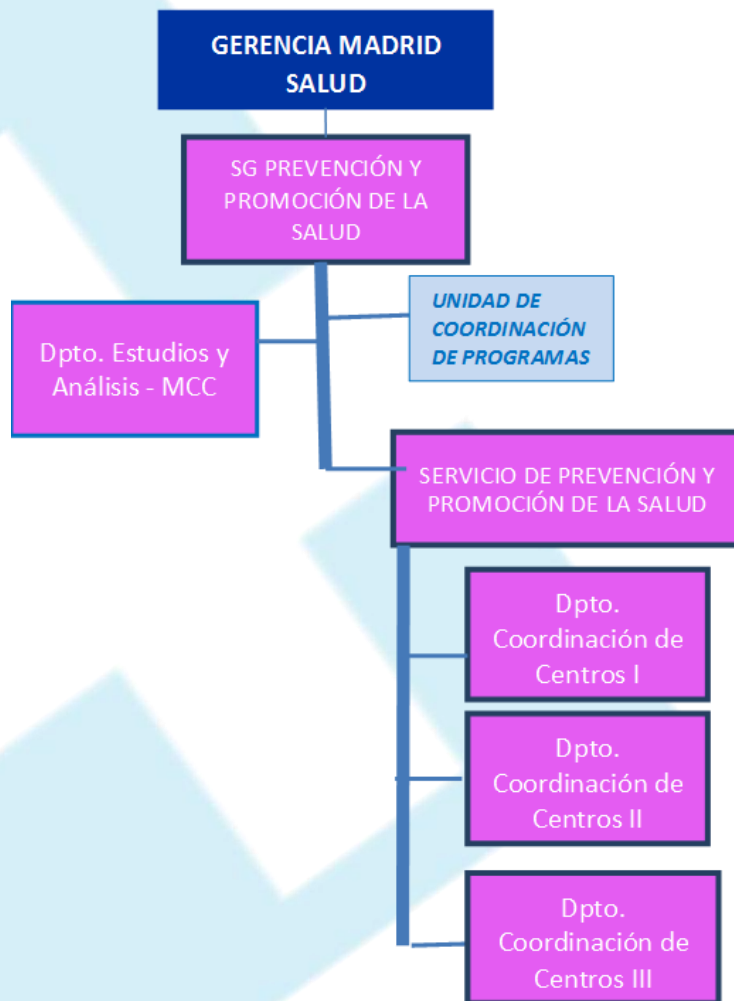 GERENCIA MADRID
SALUD
SG PREVENCIÓN Y
PROMOCIÓN DE LA
SALUD
UNIDAD DE
COORDINACIÓN
DE PROGRAMAS
Dpto. Estudios y
Análisis - MCC
SERVICIO DE PREVENCIÓN Y
PROMOCIÓN DE LA SALUD
Dpto.
Coordinación de
Centros I
Dpto.
Coordinación de
Centros II
Dpto.
Coordinación de
Centros III